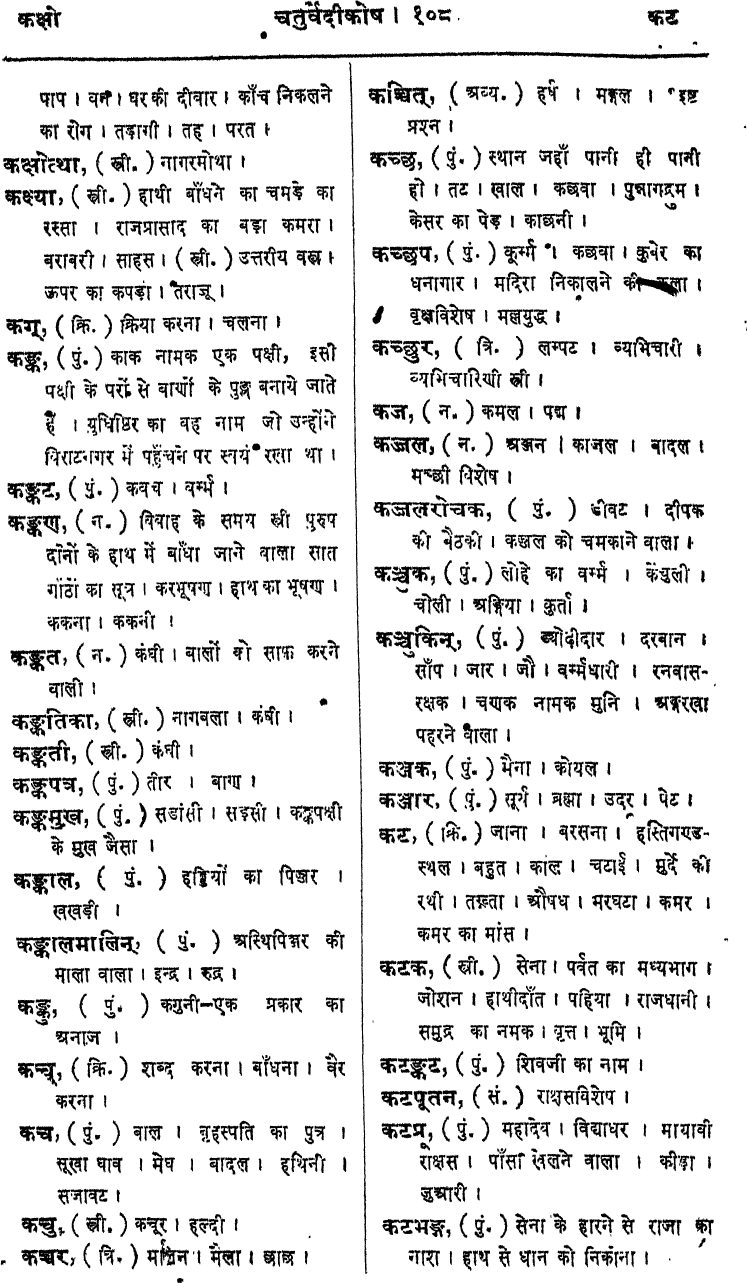 कक्षो
चतुर्वेदीकोष । १०८
कट
पाप । वन । घर की दीवार । काँच निकलने
का रोग । तड़ागी । तह । परत ।
कक्षोत्था, ( स्त्री. ) नागरमोथा ।
कक्ष्या, ( स्त्री. ) हाथी बाँधने का चमड़े का
रस्सा । राजप्रासाद का बड़ा कमरा ।
बराबरी । साहस । ( स्त्री. ) उत्तरीय वस्त्र ।
ऊपर का कपड़ा । तराजू ।
कग्, ( क्रि. ) क्रिया करना । चलना ।
कङ्क, ( पुं. ) काक नामक एक पक्षी, इसी
पक्षी के परों से बाणों के पुङ्ख बनाये जाते
हैं । युधिष्ठिर का वह नाम जो उन्होंने
विराटनगर में पहुँचने पर स्वयं रखा था ।
कङ्कट, ( पुं. ) कवच । वर्म्म ।
कङ्कण, ( न. ) विवाह के समय स्त्री पुरुष
दोनों के हाथ में बाँधा जाने वाला सात
गाँठों का सूत्र । करभूषण । हाथ का भूषण ।
ककना । ककनी ।
कङ्कत, ( न. ) कंघी । बालों को साफ करने
वाली ।
कङ्कतिका, ( स्त्री. ) नागवला । कंघी ।
कङ्कती, ( स्त्री. ) कंघी ।
कङ्कपत्र, ( पुं. ) तीर । बाण ।
कङ्कमुख, ( पुं. ) सडांसी । सड़सी । कङ्कपक्षी
के मुख जैसा ।
कङ्काल, ( पुं. ) हड्डियों का पिञ्जर ।
खखड़ी ।
कङ्कालमालिन्, ( पुं. ) अस्थिपिञ्जर की
माला वाला । इन्द्र । रुद्र ।
कङ्कु, ( पुं. ) कगुनी–एक प्रकार का
अनाज ।
कच्, ( क्रि. ) शब्द करना । बाँधना । वैर
करना ।
कच, ( पुं. ) बाल । बृहस्पति का पुत्र ।
सूखा घाव । मेघ । बादल । हथिनी ।
सजावट ।
कचु, ( स्त्री. ) कचूर । हल्दी ।
कच्चर, ( त्रि. ) मलिन । मैला । छाछ ।
कच्चित्, ( अव्य. ) हर्ष । मङ्गल । इष्ट
प्रश्न ।
कच्छ, ( पुं. ) स्थान जहाँ पानी ही पानी
हो । तट । खाल । कछवा । पुन्नागद्रुम ।
केसर का पेड़ । काछनी ।
कच्छप, ( पुं. ) कूर्म्म । कछवा । कुबेर का
धनागार । मदिरा निकालने की कला ।
वृक्षविशेष । मल्लयुद्ध ।
कच्छुर, ( त्रि. ) लम्पट । व्यभिचारी ।
व्यभिचारिणी स्त्री ।
कज, ( न. ) कमल । पद्म ।
कज्जल, ( न. ) अञ्जन । काजल । बादल ।
मच्छी विशेष ।
कज्जलरोचक, ( पुं. ) डीवट । दीपक
की बैठकी । कज्जल को चमकाने वाला ।
कञ्चुक, ( पुं. ) लोहे का वर्म्म । केंचुली ।
चोली । अङ्गिया । कुर्ता ।
कञ्चुकिन्, ( पुं. ) ड्योढ़ीदार । दरबान ।
साँप । जार । जौ । वर्म्मधारी । रनवास-
रक्षक । चणक नामक मुनि । अङ्गरखा
पहरने वाला ।
कञ्जक, ( पुं. ) मैना । कोयल ।
कञ्जार, ( पुं. ) सूर्य । ब्रह्मा । उदर । पेट ।
कट, ( क्रि. ) जाना । बरसना । हस्तिगण्ड-
स्थल । बहुत । काल । चटाई । मुर्दे की
रथी । तख़्ता । औषध । मरघटा । कमर ।
कमर का मांस ।
कटक, ( स्त्री. ) सेना । पर्वत का मध्यभाग ।
जोशन । हाथीदाँत । पहिया । राजधानी ।
समुद्र का नमक । वृत्त । भूमि ।
कटङ्कट, ( पुं. ) शिवजी का नाम ।
कटपूतन, ( सं. ) राक्षसविशेष ।
कटप्रू, ( पुं. ) महादेव । विद्याधर । मायावी
राक्षस । पाँसा खेलने वाला । कीड़ा ।
जुआरी ।
कटभङ्ग, ( पुं. ) सेना के हारने से राजा का
नाश । हाथ से धान को निकाना ।